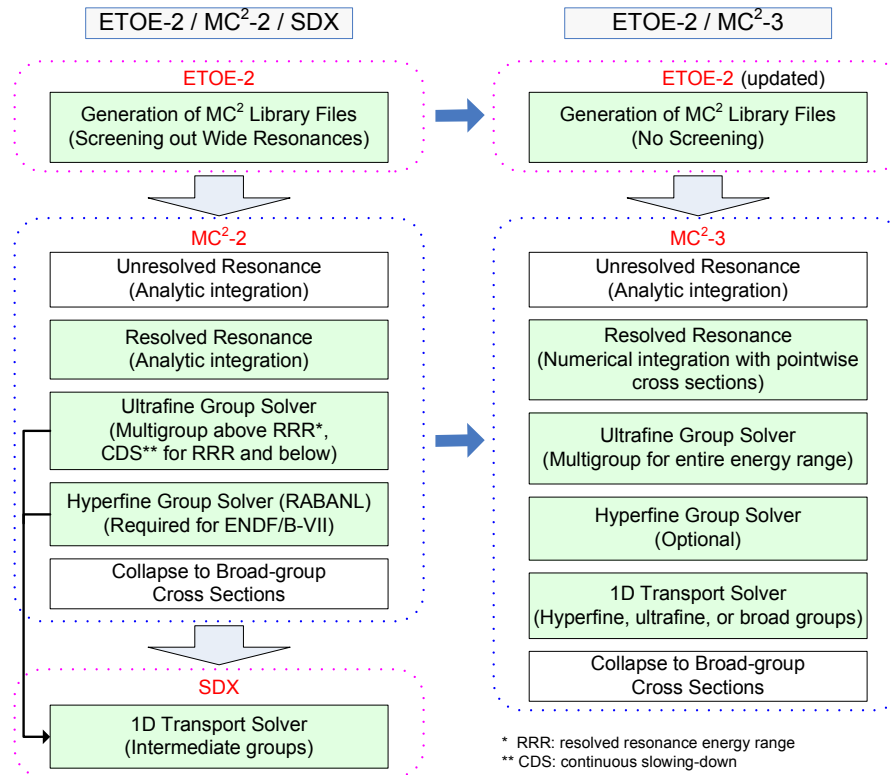 ETOE-2 / MC²-2 / SDX
ETOE-2
Generation of MC² Library Files
(Screening out Wide Resonances)
MC²-2
Unresolved Resonance
(Analytic integration)
Resolved Resonance
(Analytic integration)
Ultrafine Group Solver
(Multigroup above RRR*,
CDS** for RRR and below)
Hyperfine Group Solver (RABANL)
(Required for ENDF/B-VII)
Collapse to Broad-group
Cross Sections
SDX
1D Transport Solver
(Intermediate groups)
ETOE-2 / MC²-3
ETOE-2 (updated)
Generation of MC² Library Files
(No Screening)
MC²-3
Unresolved Resonance
(Analytic integration)
Resolved Resonance
(Numerical integration with pointwise
cross sections)
Ultrafine Group Solver
(Multigroup for entire energy range)
Hyperfine Group Solver
(Optional)
1D Transport Solver
(Hyperfine, ultrafine, or broad groups)
Collapse to Broad-group
Cross Sections
* RRR: resolved resonance energy range
** CDS: continuous slowing-down